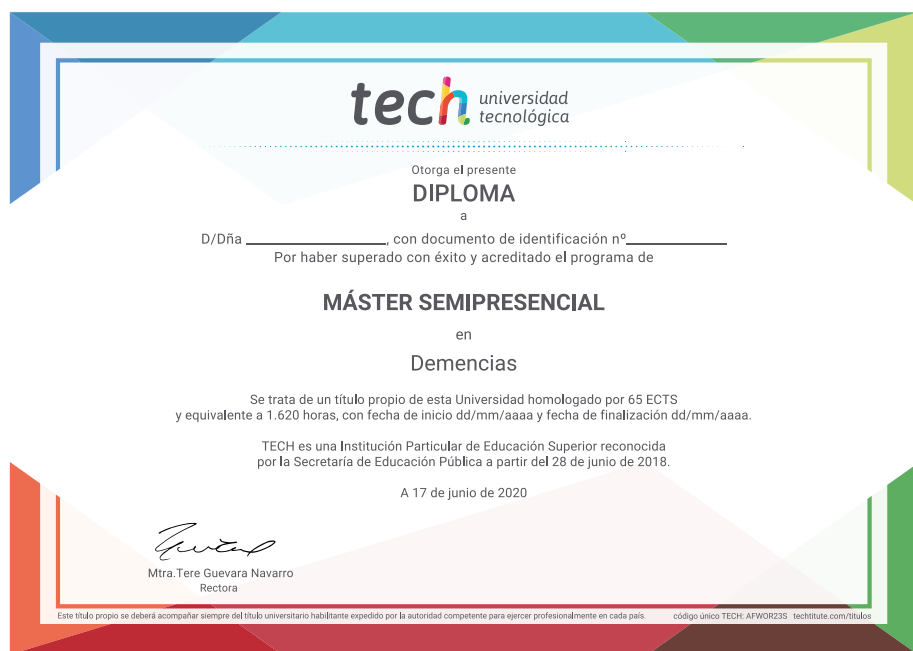 tech universidad
tecnológica
Otorga el presente
DIPLOMA
a
D/Dña ______________, con documento de identificación nº__________
Por haber superado con éxito y acreditado el programa de
MÁSTER SEMIPRESENCIAL
en
Demencias
Se trata de un título propio de esta Universidad homologado por 65 ECTS
y equivalente a 1.620 horas, con fecha de inicio dd/mm/aaaa y fecha de finalización dd/mm/aaaa.
TECH es una Institución Particular de Educación Superior reconocida
por la Secretaría de Educación Pública a partir del 28 de junio de 2018.
A 17 de junio de 2020
Mtra.Tere Guevara Navarro
Rectora
Este título propio se deberá acompañar siempre del título universitario habilitante expedido por la autoridad competente para ejercer profesionalmente en cada país. código único TECH: AFWOR23S techtitute.com/titulos